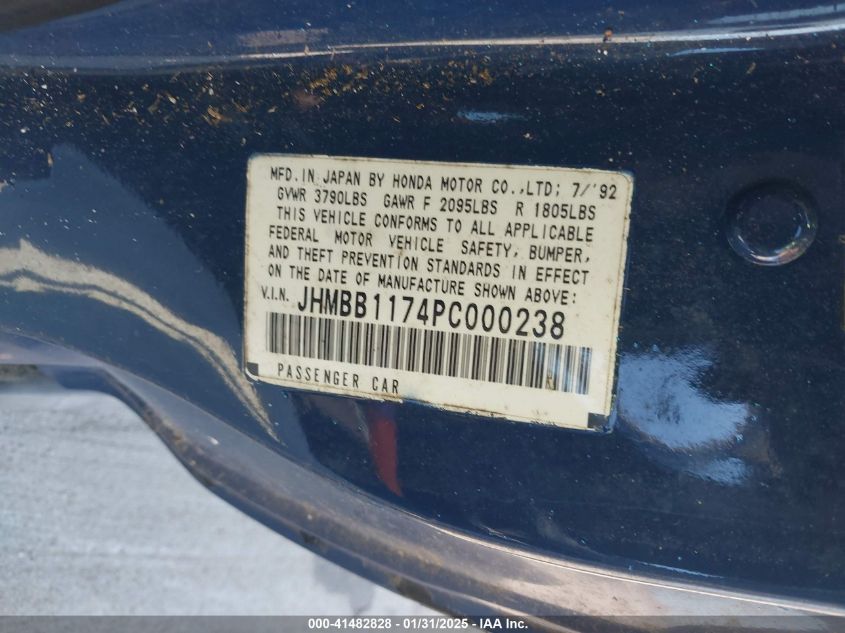 MFD. IN JAPAN BY HONDA MOTOR CO.,LTD; 7/'92
GVWR 3790LBS GAWR F 2095LBS R 1805LBS
THIS VEHICLE CONFORMS TO ALL APPLICABLE
FEDERAL MOTOR VEHICLE SAFETY, BUMPER,
AND THEFT PREVENTION STANDARDS IN EFFECT
ON THE DATE OF MANUFACTURE SHOWN ABOVE:
V.I.N. JHMBB1174PC000238
PASSENGER CAR
000-41482828 - 01/31/2025 - IAA Inc.